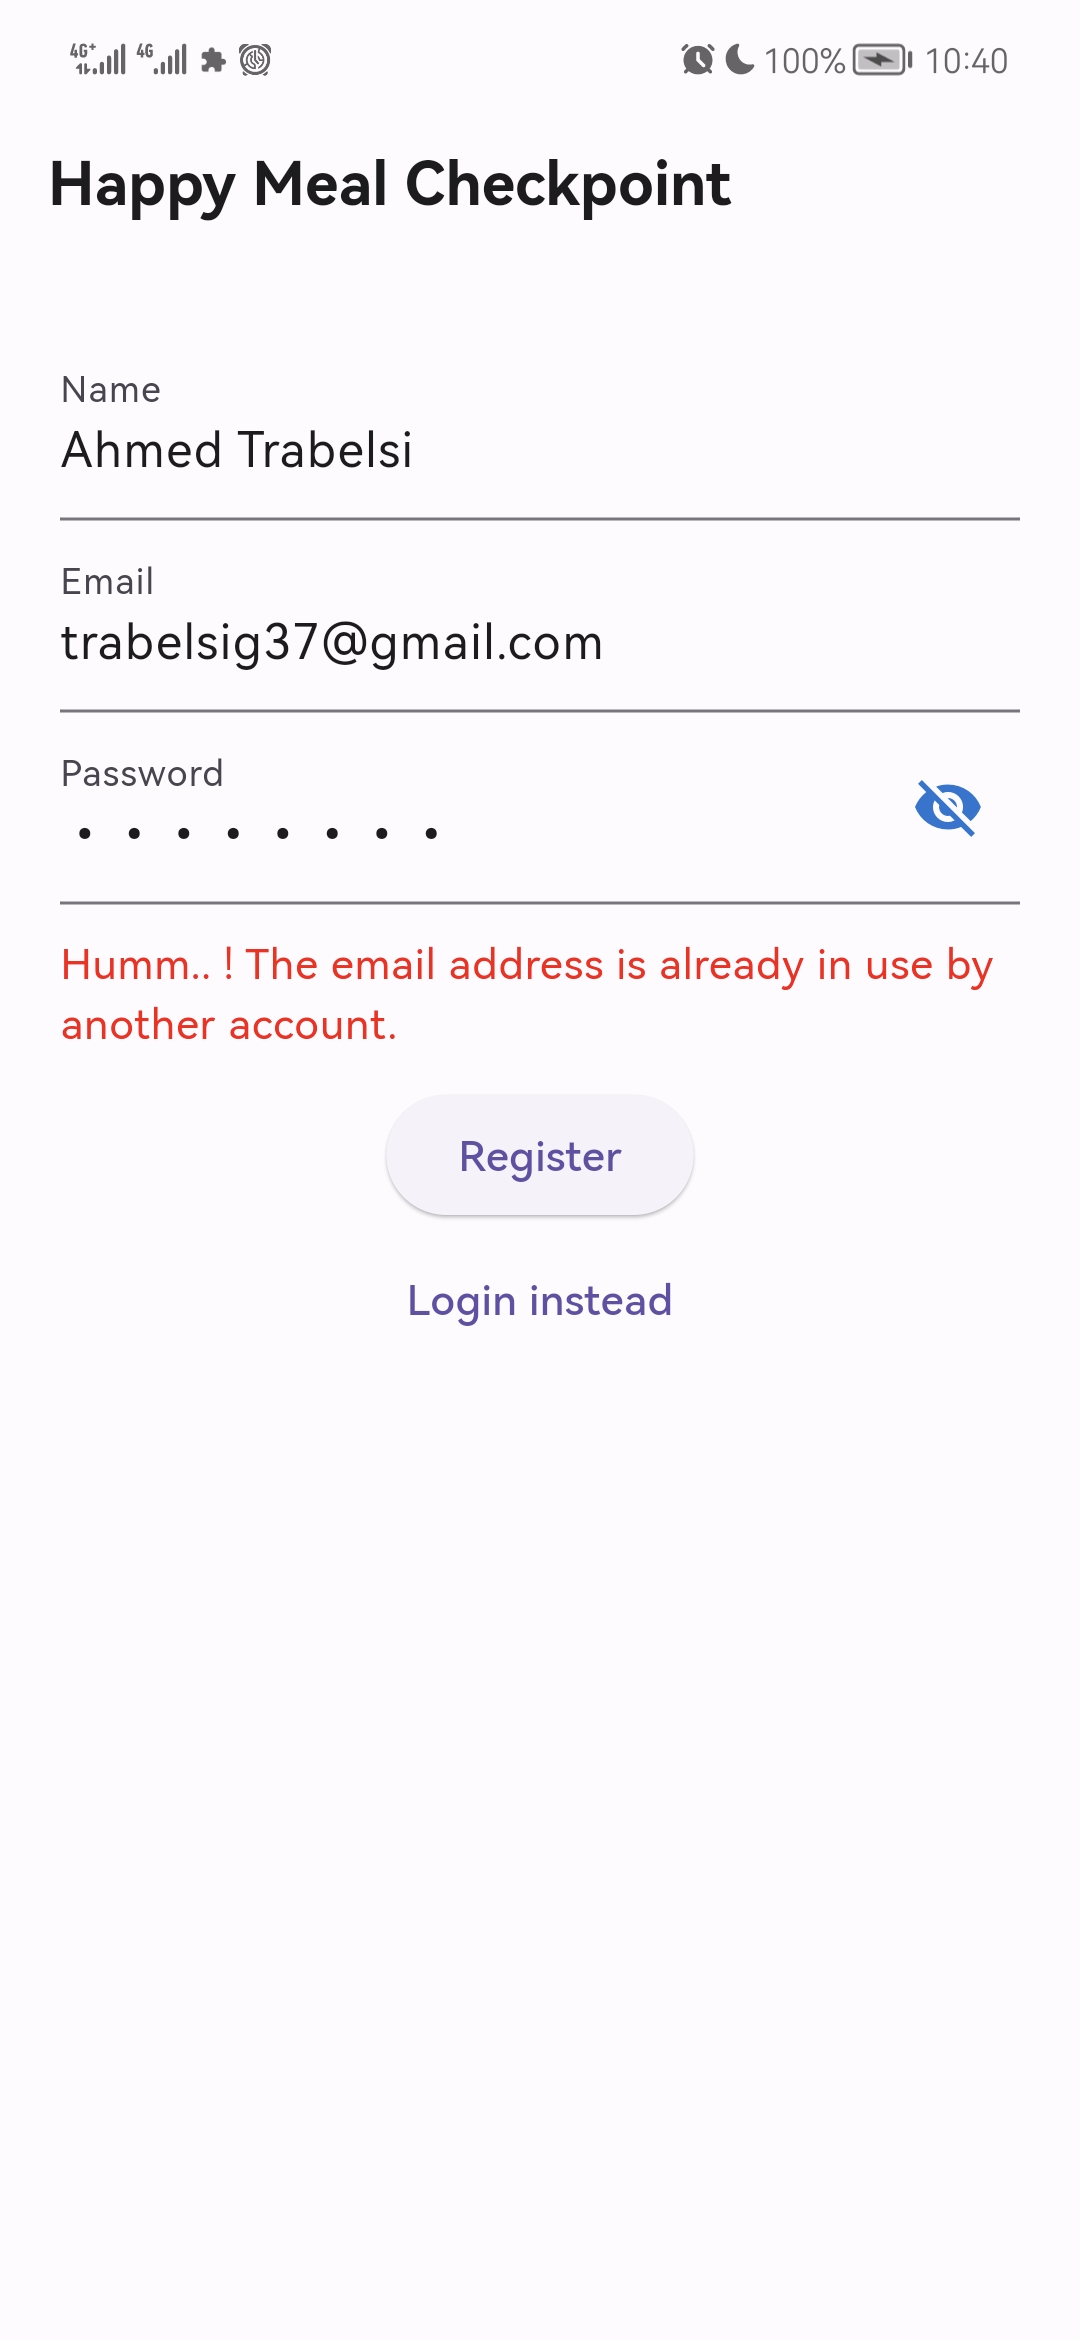 4G+ 4G 100% 10:40
Happy Meal Checkpoint
Name
Ahmed Trabelsi
Email
trabelsig37@gmail.com
Password
• • • • • • • •
Humm.. ! The email address is already in use by
another account.
Register
Login instead